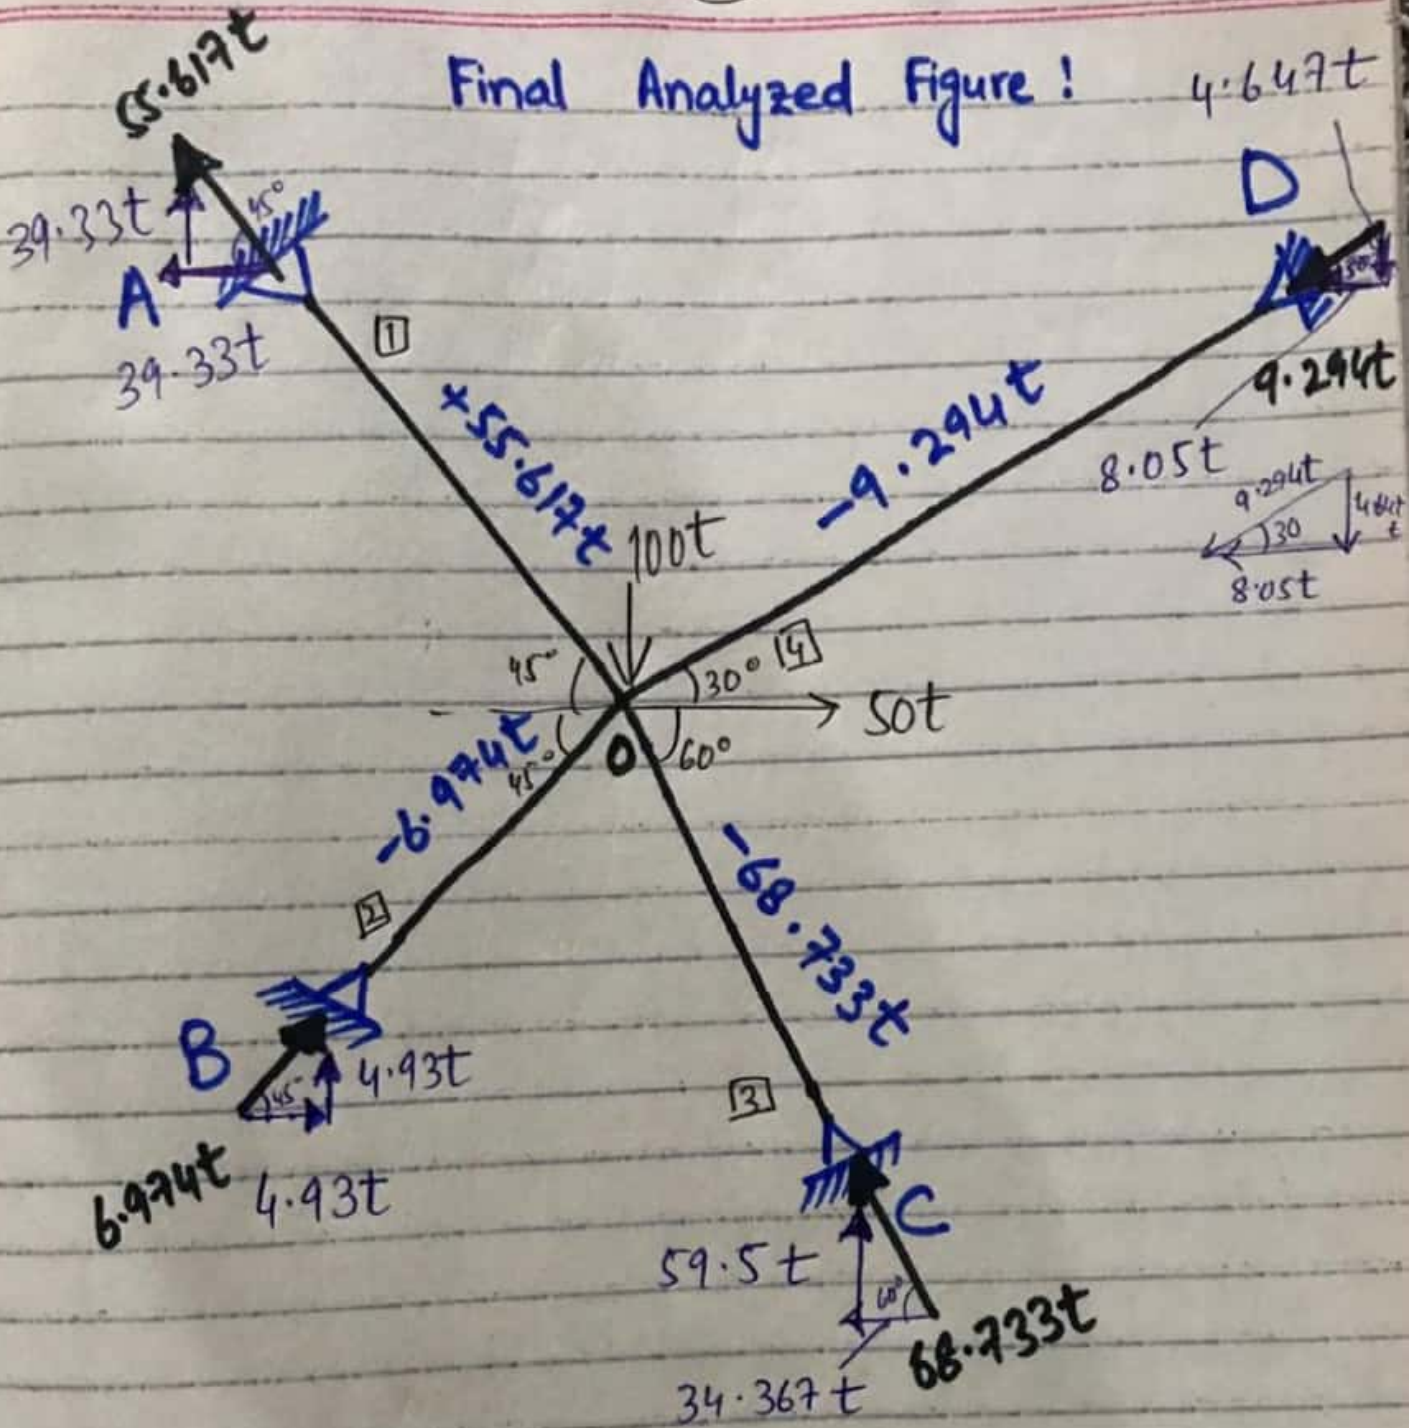 Final Analyzed Figure !
55.617t
4.647t
D
39.33t
45°
A
39.33t
1
+55.617t
-9.294t
9.294t
8.05t
9.294t
30
8.05t
100t
45°
30°
4
50t
45°
O
60°
-6.974t
-68.733t
2
B
45°
4.93t
3
6.974t
4.93t
C
59.5t
60°
68.733t
34.367t